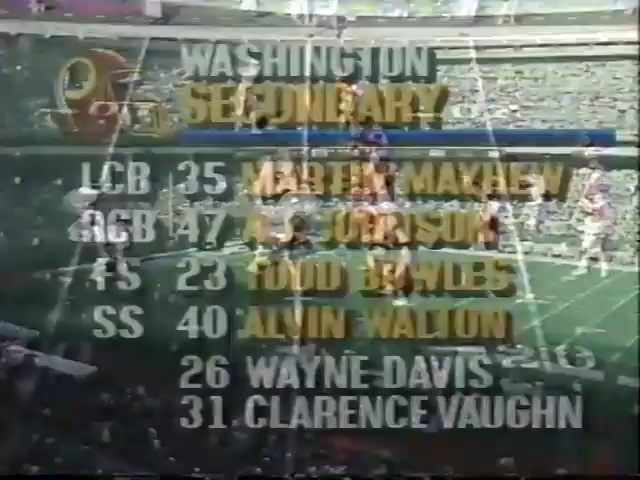 WASHINGTON
SECONDARY
LCB 35 MARTIN MAYHEW
RCB 47 A.J. JOHNSON
FS 23 TODD BOWLES
SS 40 ALVIN WALTON
26 WAYNE DAVIS
31 CLARENCE VAUGHN